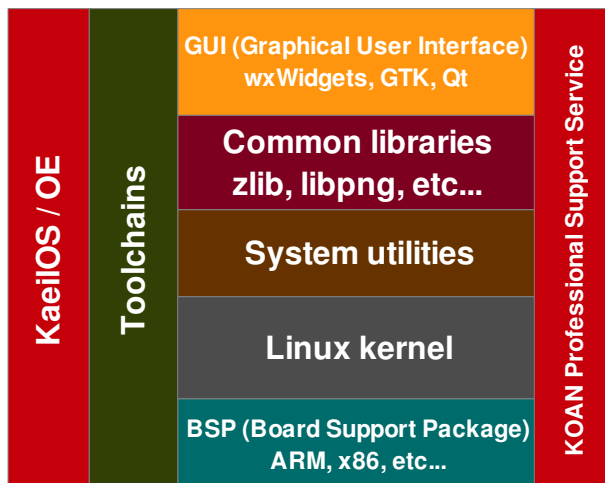 KaeilOS / OE
Toolchains
GUI (Graphical User Interface)
wxWidgets, GTK, Qt
Common libraries
zlib, libpng, etc...
System utilities
Linux kernel
BSP (Board Support Package)
ARM, x86, etc...
KOAN Professional Support Service